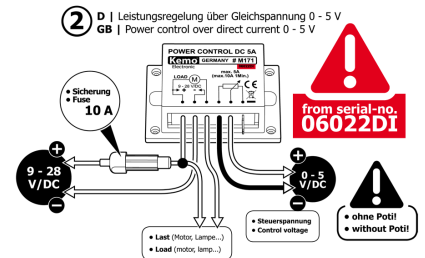 2
D | Leistungsregelung über Gleichspannung 0 - 5 V
GB | Power control over direct current 0 - 5 V
POWER CONTROL DC 5A
Kemo GERMANY # M171
Electronic
max. 5A
(max.10A 1Min.)
LOAD M
9 - 28 V/DC
CE
• Sicherung
• Fuse
10 A
!
from serial-no.
06022DI
+
9 - 28
V/DC
-
+
0 - 5
V/DC
-
• Steuerspannung
• Control voltage
!
• ohne Poti!
• without Poti!
• Last (Motor, Lampe...)
• Load (motor, lamp...)